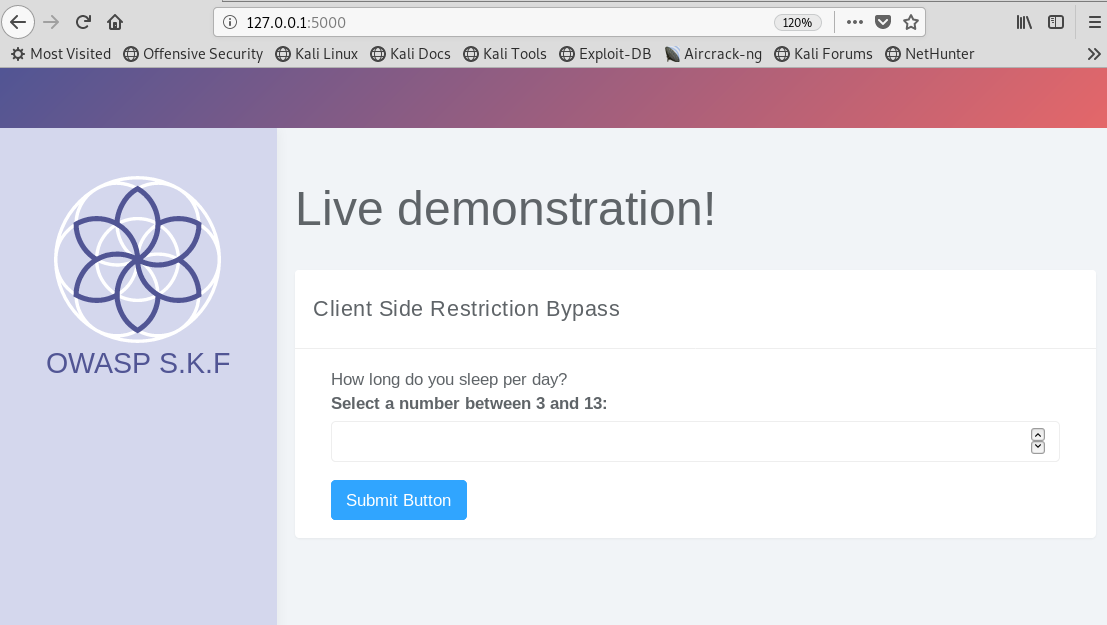 127.0.0.1:5000 120%
Most Visited Offensive Security Kali Linux Kali Docs Kali Tools Exploit-DB Aircrack-ng Kali Forums NetHunter
OWASP S.K.F
Live demonstration!
Client Side Restriction Bypass
How long do you sleep per day?
Select a number between 3 and 13:
Submit Button